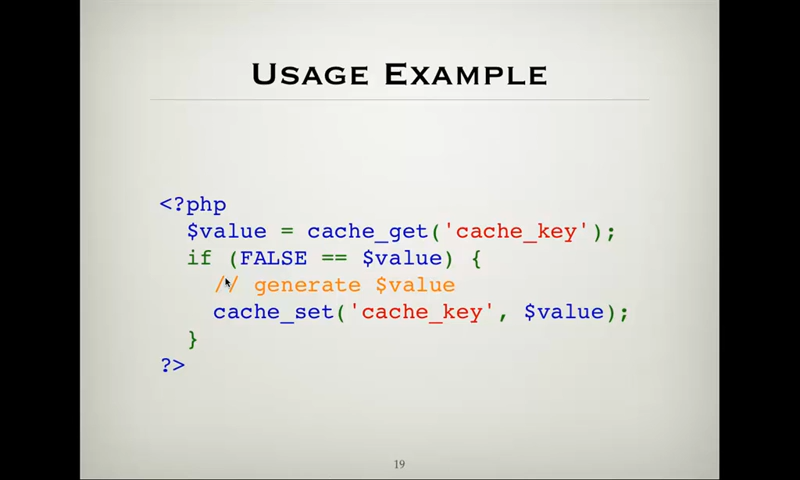 USAGE EXAMPLE
<?php
$value = cache_get('cache_key');
if (FALSE == $value) {
// generate $value
cache_set('cache_key', $value);
}
?>
19